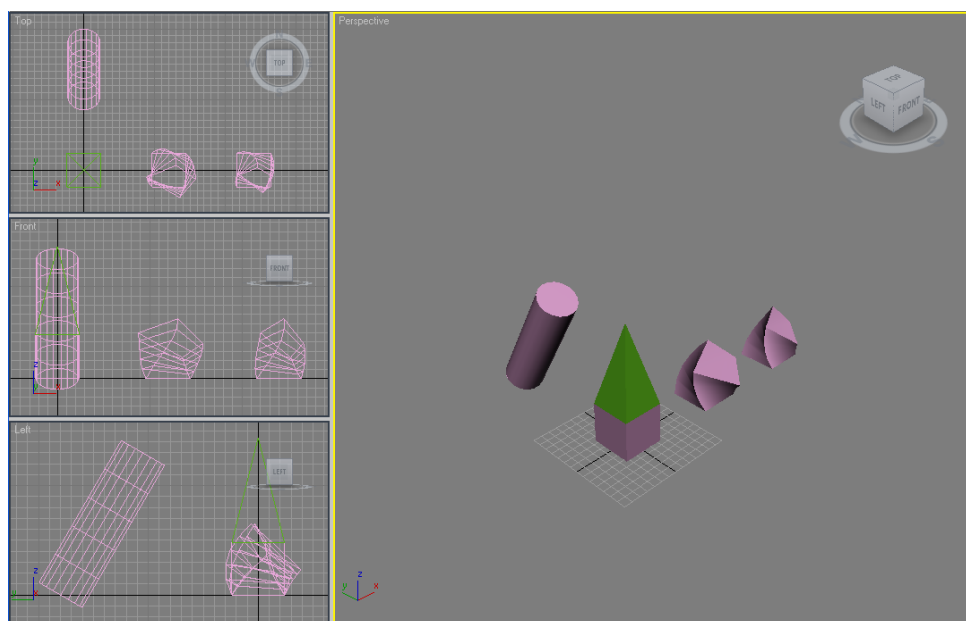 Top
TOP
y
z
x
Front
FRONT
z
y
x
Left
LEFT
z
x
Perspective
TOP
LEFT
FRONT
z
y
x